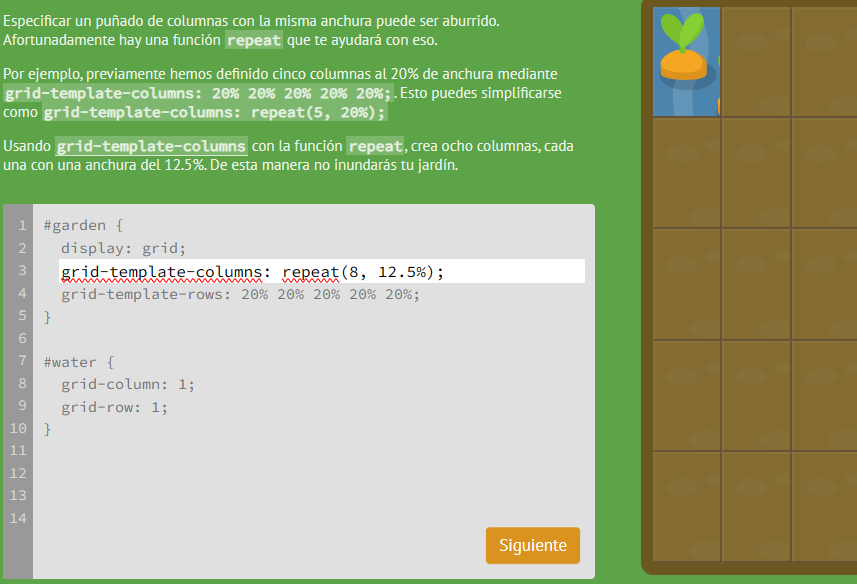 Especificar un puñado de columnas con la misma anchura puede ser aburrido.
Afortunadamente hay una función repeat que te ayudará con eso.
Por ejemplo, previamente hemos definido cinco columnas al 20% de anchura mediante
grid-template-columns: 20% 20% 20% 20% 20%;. Esto puedes simplificarse
como grid-template-columns: repeat(5, 20%);
Usando grid-template-columns con la función repeat, crea ocho columnas, cada
una con una anchura del 12.5%. De esta manera no inundarás tu jardín.
1 #garden {
2 display: grid;
3 grid-template-columns: repeat(8, 12.5%);
4 grid-template-rows: 20% 20% 20% 20% 20%;
5 }
6
7 #water {
8 grid-column: 1;
9 grid-row: 1;
10 }
11
12
13
14
Siguiente